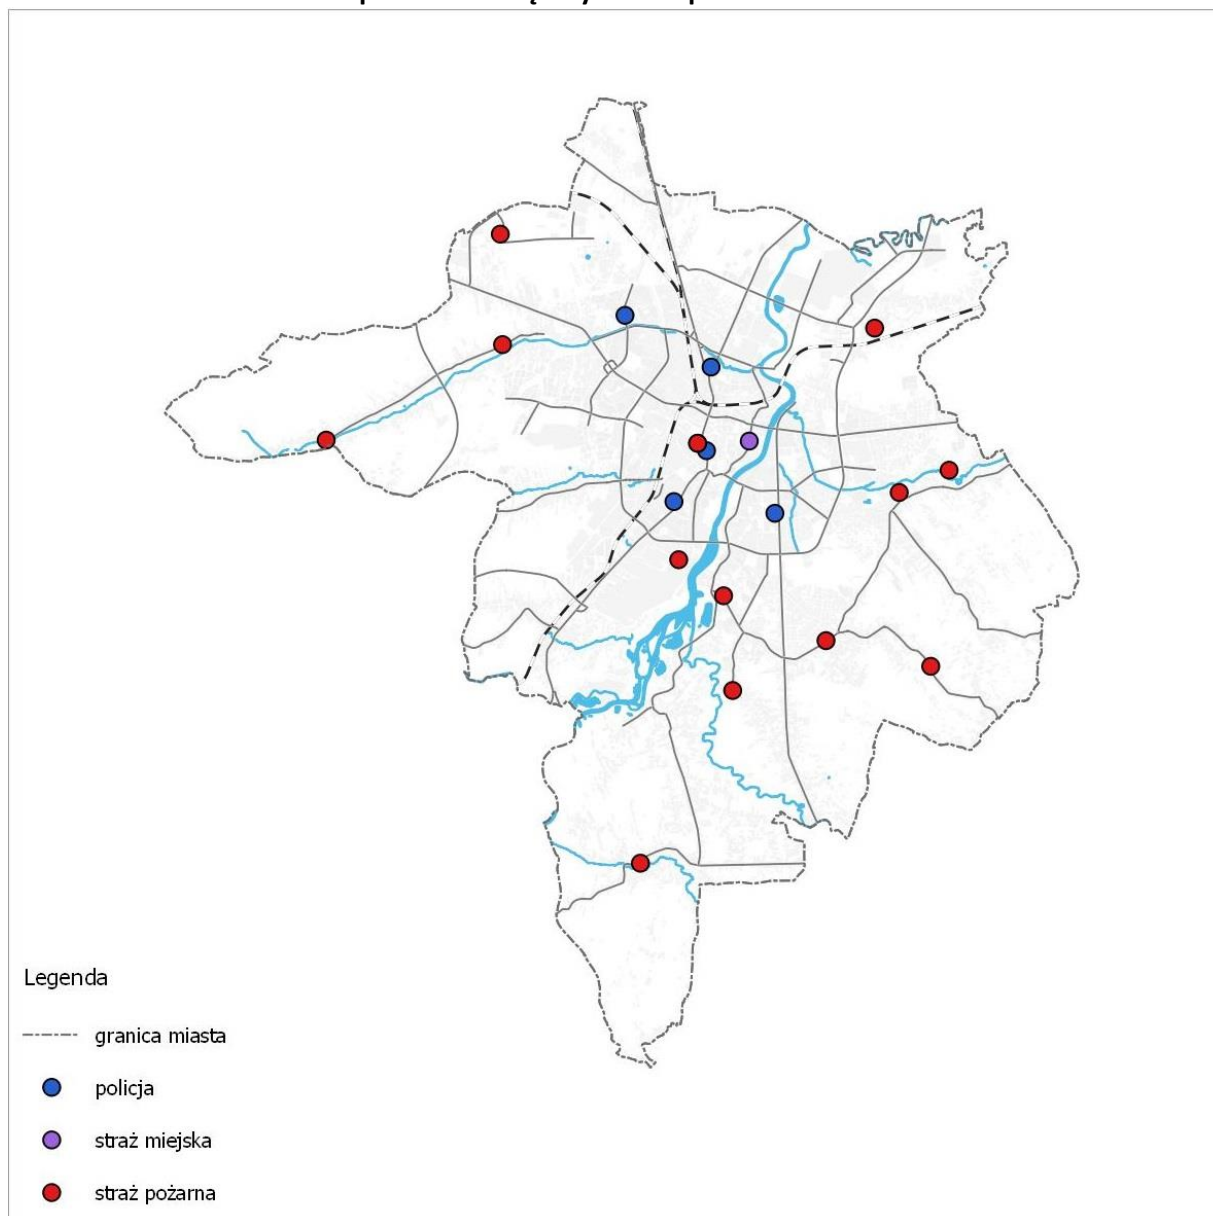 Legenda
granica miasta
policja
straż miejska
straż pożarna